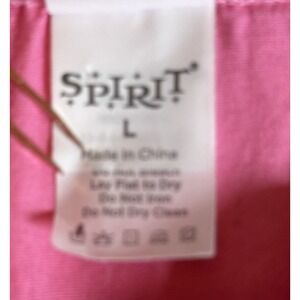 SPIRIT
L
Made in China
Lay Flat to Dry
Do Not Iron
Do Not Dry Clean